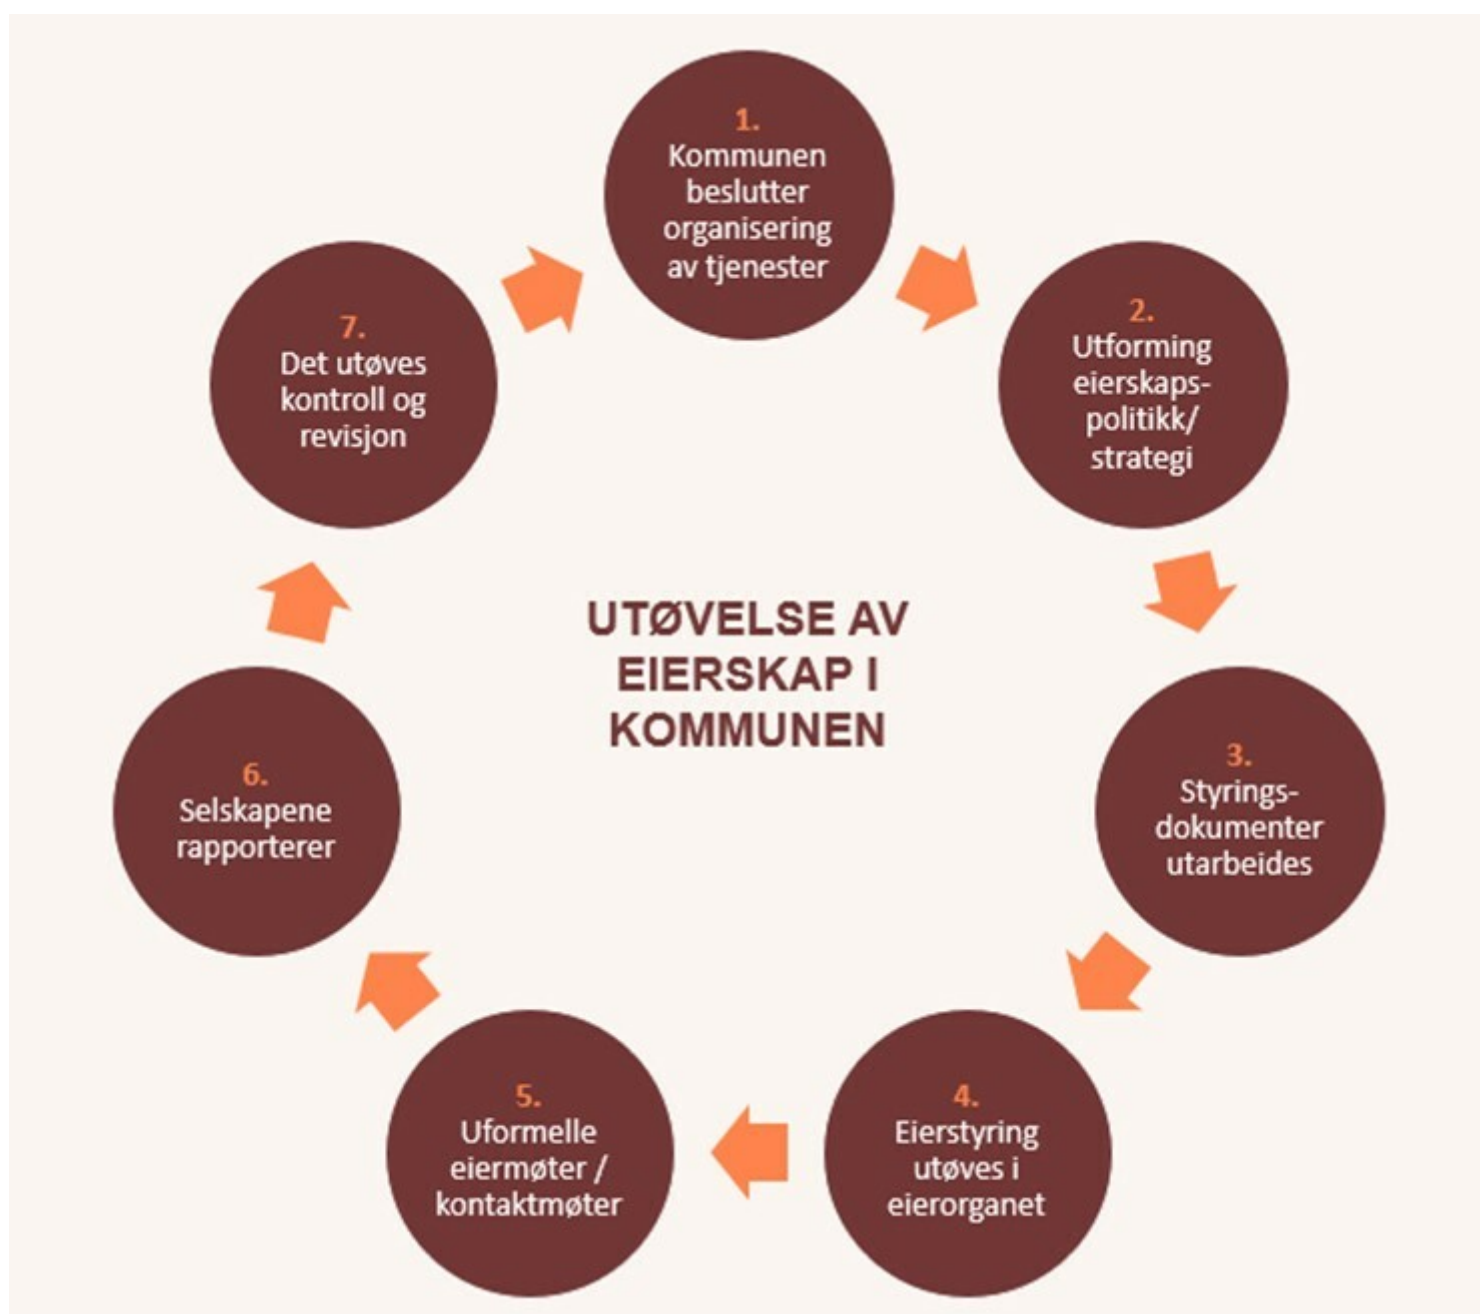 1.
Kommunen
beslutter
organisering
av tjenester
2.
Utforming
eierskaps-
politikk/
strategi
3.
Styrings-
dokumenter
utarbeides
4.
Eierstyring
utøves i
eierorganet
5.
Uformelle
eiermøter /
kontaktmøter
6.
Selskapene
rapporterer
7.
Det utøves
kontroll og
revisjon
UTØVELSE AV
EIERSKAP I
KOMMUNEN